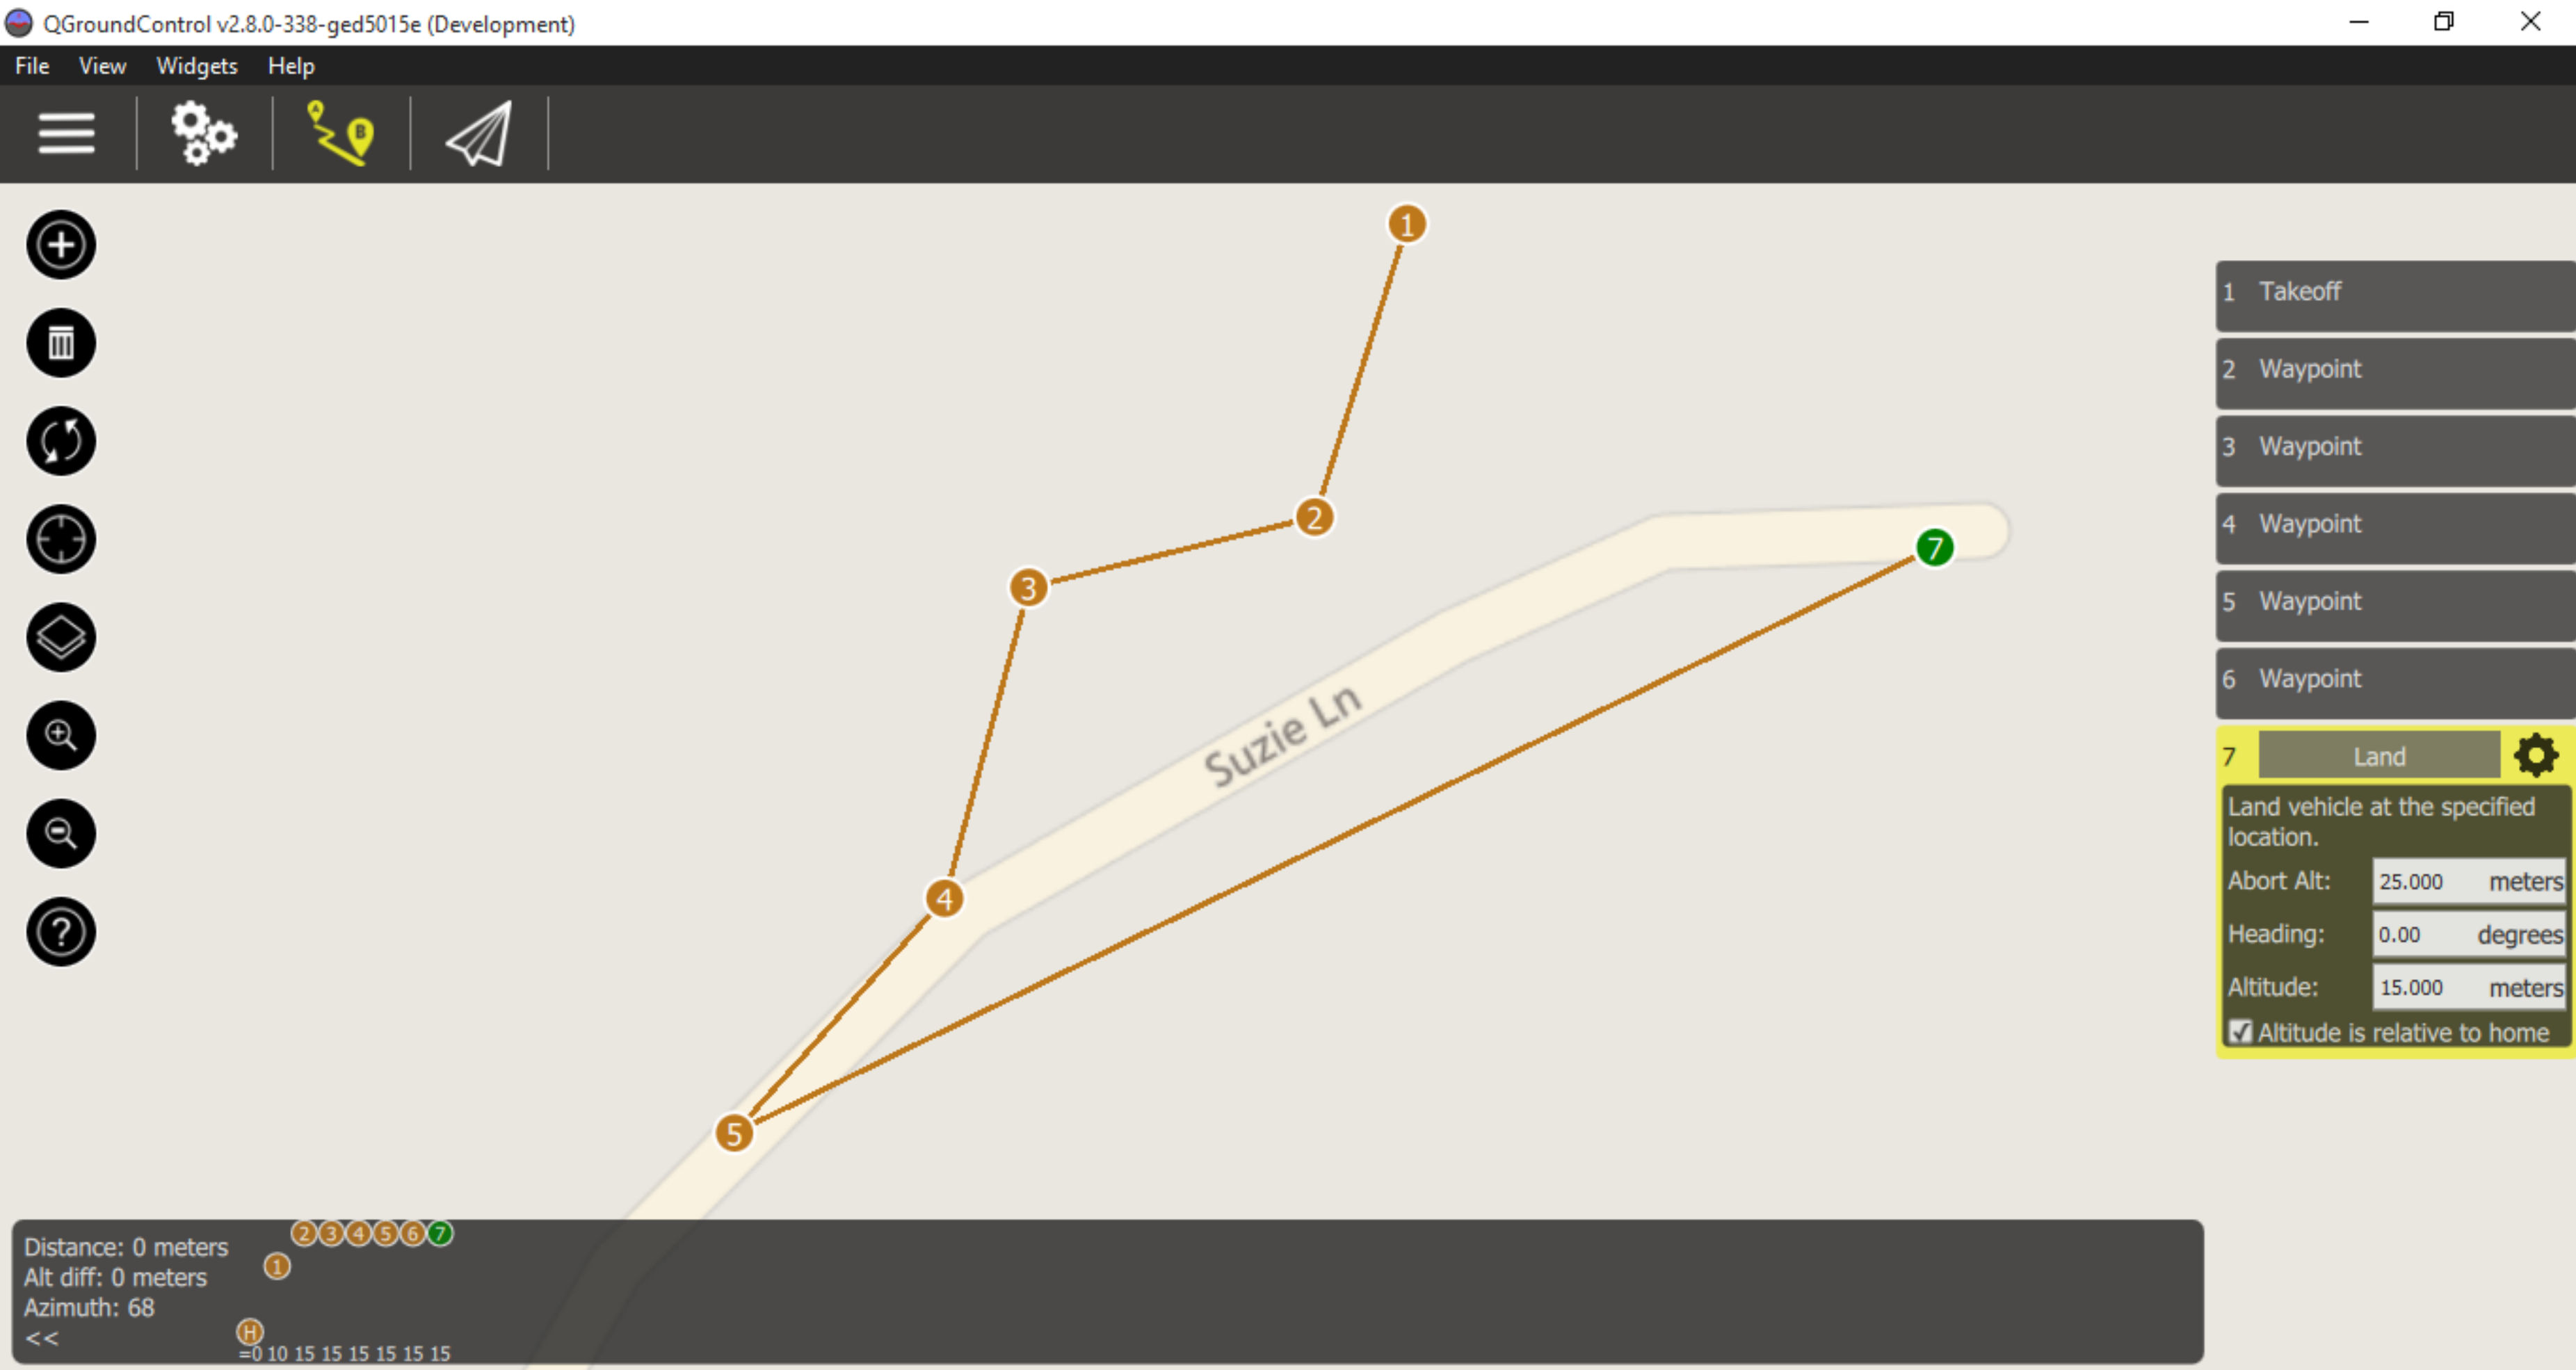 QGroundControl v2.8.0-338-ged5015e (Development)
File View Widgets Help
A
B
1
2
3
4
5
7
Suzie Ln
1 Takeoff
2 Waypoint
3 Waypoint
4 Waypoint
5 Waypoint
6 Waypoint
7 Land
Land vehicle at the specified
location.
Abort Alt: 25.000 meters
Heading: 0.00 degrees
Altitude: 15.000 meters
Altitude is relative to home
?
Distance: 0 meters
Alt diff: 0 meters
Azimuth: 68
<<
2 3 4 5 6 7
1
H
=0 10 15 15 15 15 15 15